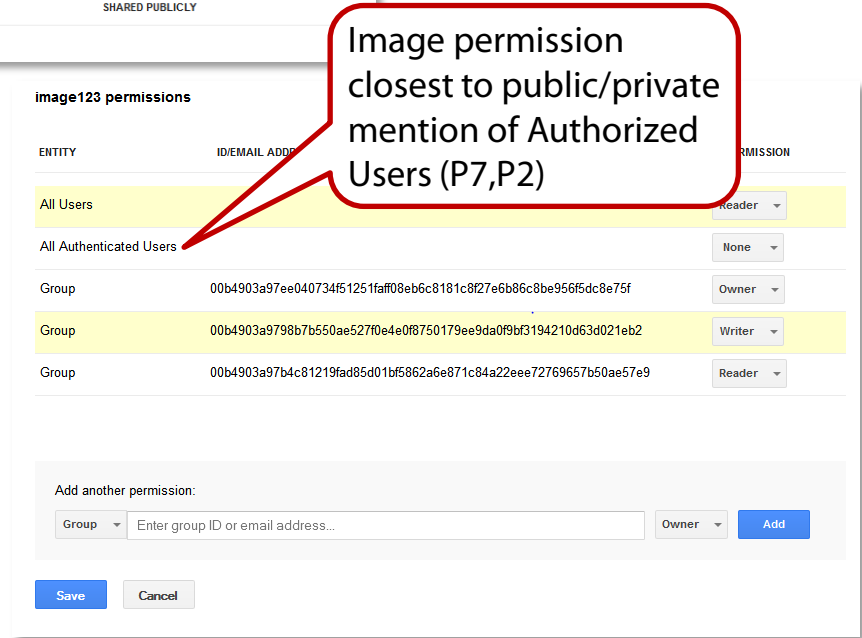 SHARED PUBLICLY
Image permission
closest to public/private
mention of Authorized
Users (P7,P2)
image123 permissions
ENTITY ID/EMAIL ADDR RMISSION
All Users Reader
All Authenticated Users None
Group 00b4903a97ee040734f51251faff08eb6c8181c8f27e6b86c8be956f5dc8e75f Owner
Group 00b4903a9798b7b550ae527f0e4e0f8750179ee9da0f9bf3194210d63d021eb2 Writer
Group 00b4903a97b4c81219fad85d01bf5862a6e871c84a22eee72769657b50ae57e9 Reader
Add another permission:
Group Enter group ID or email address... Owner Add
Save Cancel